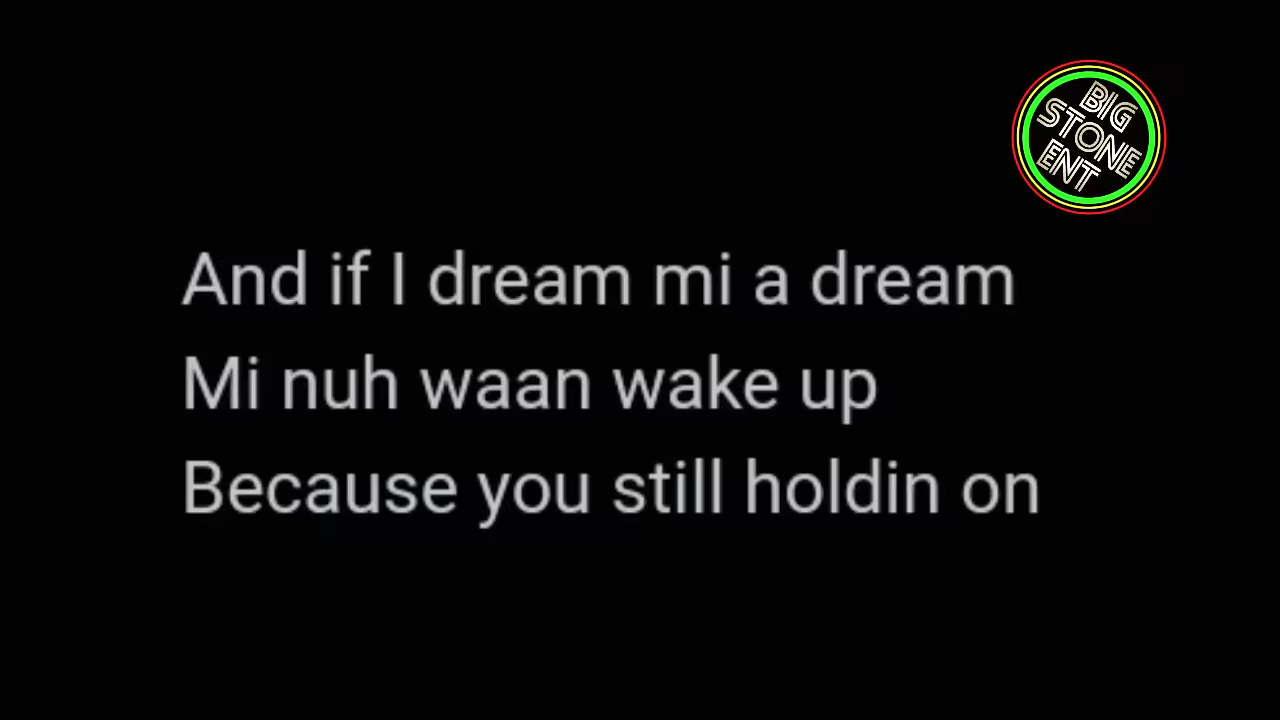 BIG
STONE
ENT
And if I dream mi a dream
Mi nuh waan wake up
Because you still holdin on